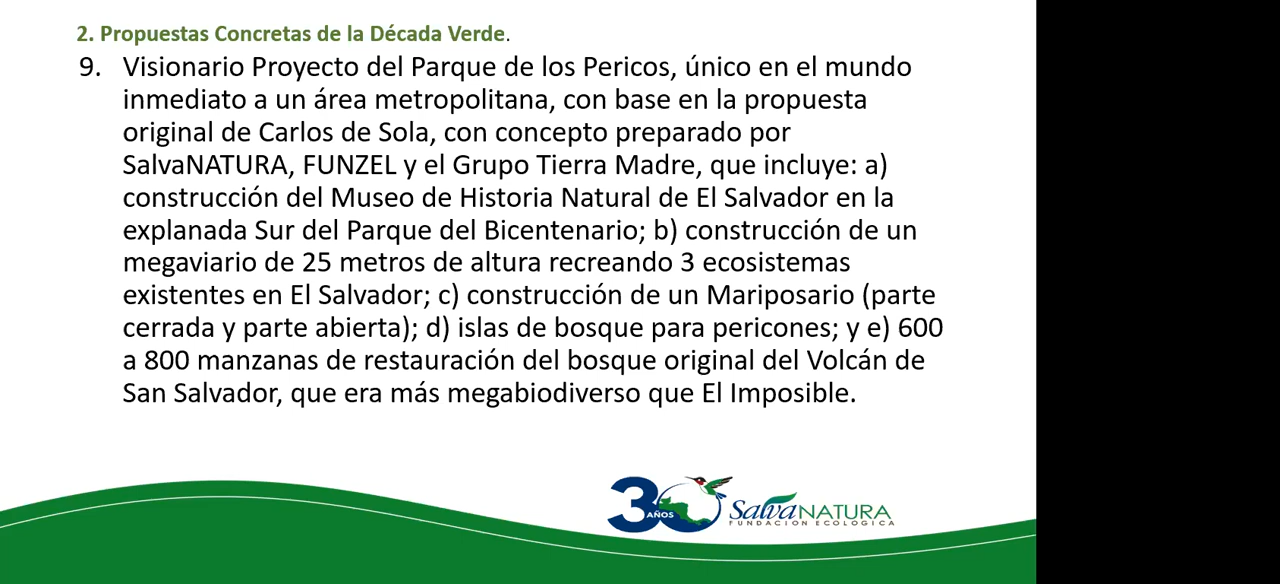 2. Propuestas Concretas de la Década Verde.
9. Visionario Proyecto del Parque de los Pericos, único en el mundo
inmediato a un área metropolitana, con base en la propuesta
original de Carlos de Sola, con concepto preparado por
SalvaNATURA, FUNZEL y el Grupo Tierra Madre, que incluye: a)
construcción del Museo de Historia Natural de El Salvador en la
explanada Sur del Parque del Bicentenario; b) construcción de un
megaviario de 25 metros de altura recreando 3 ecosistemas
existentes en El Salvador; c) construcción de un Mariposario (parte
cerrada y parte abierta); d) islas de bosque para pericones; y e) 600
a 800 manzanas de restauración del bosque original del Volcán de
San Salvador, que era más megabiodiverso que El Imposible.
30 AÑOS
SalvaNATURA
FUNDACION ECOLOGICA